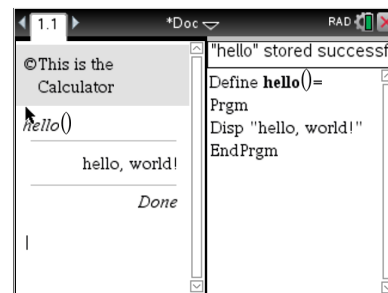 1.1 *Doc RAD
©This is the
Calculator
hello()
hello, world!
Done
"hello" stored successf
Define hello()=
Prgm
Disp "hello, world!"
EndPrgm